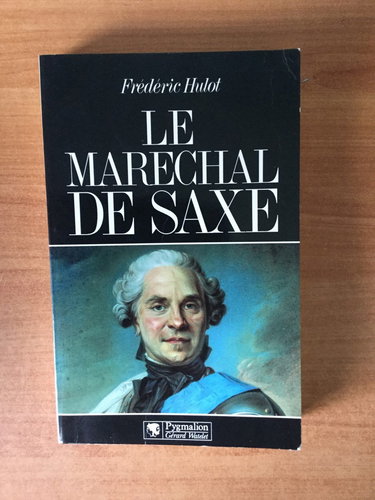 Frédéric Hulot
LE
MARECHAL
DE SAXE
Pygmalion
Gérard Watelet